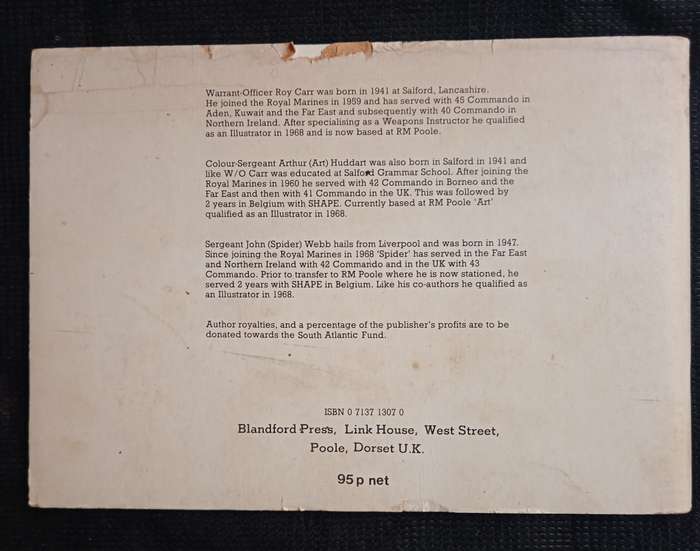 Warrant-Officer Roy Carr was born in 1941 at Salford, Lancashire.
He joined the Royal Marines in 1959 and has served with 45 Commando in
Aden, Kuwait and the Far East and subsequently with 40 Commando in
Northern Ireland. After specialising as a Weapons Instructor he qualified
as an Illustrator in 1968 and is now based at RM Poole.
Colour-Sergeant Arthur (Art) Huddart was also born in Salford in 1941 and
like W/O Carr was educated at Salford Grammar School. After joining the
Royal Marines in 1960 he served with 42 Commando in Borneo and the
Far East and then with 41 Commando in the UK. This was followed by
2 years in Belgium with SHAPE. Currently based at RM Poole 'Art'
qualified as an Illustrator in 1968.
Sergeant John (Spider) Webb hails from Liverpool and was born in 1947.
Since joining the Royal Marines in 1968 'Spider' has served in the Far East
and Northern Ireland with 42 Commando and in the UK with 43
Commando. Prior to transfer to RM Poole where he is now stationed, he
served 2 years with SHAPE in Belgium. Like his co-authors he qualified as
an Illustrator in 1968.
Author royalties, and a percentage of the publisher's profits are to be
donated towards the South Atlantic Fund.
ISBN 0 7137 1307 0
Blandford Press, Link House, West Street,
Poole, Dorset U.K.
95p net